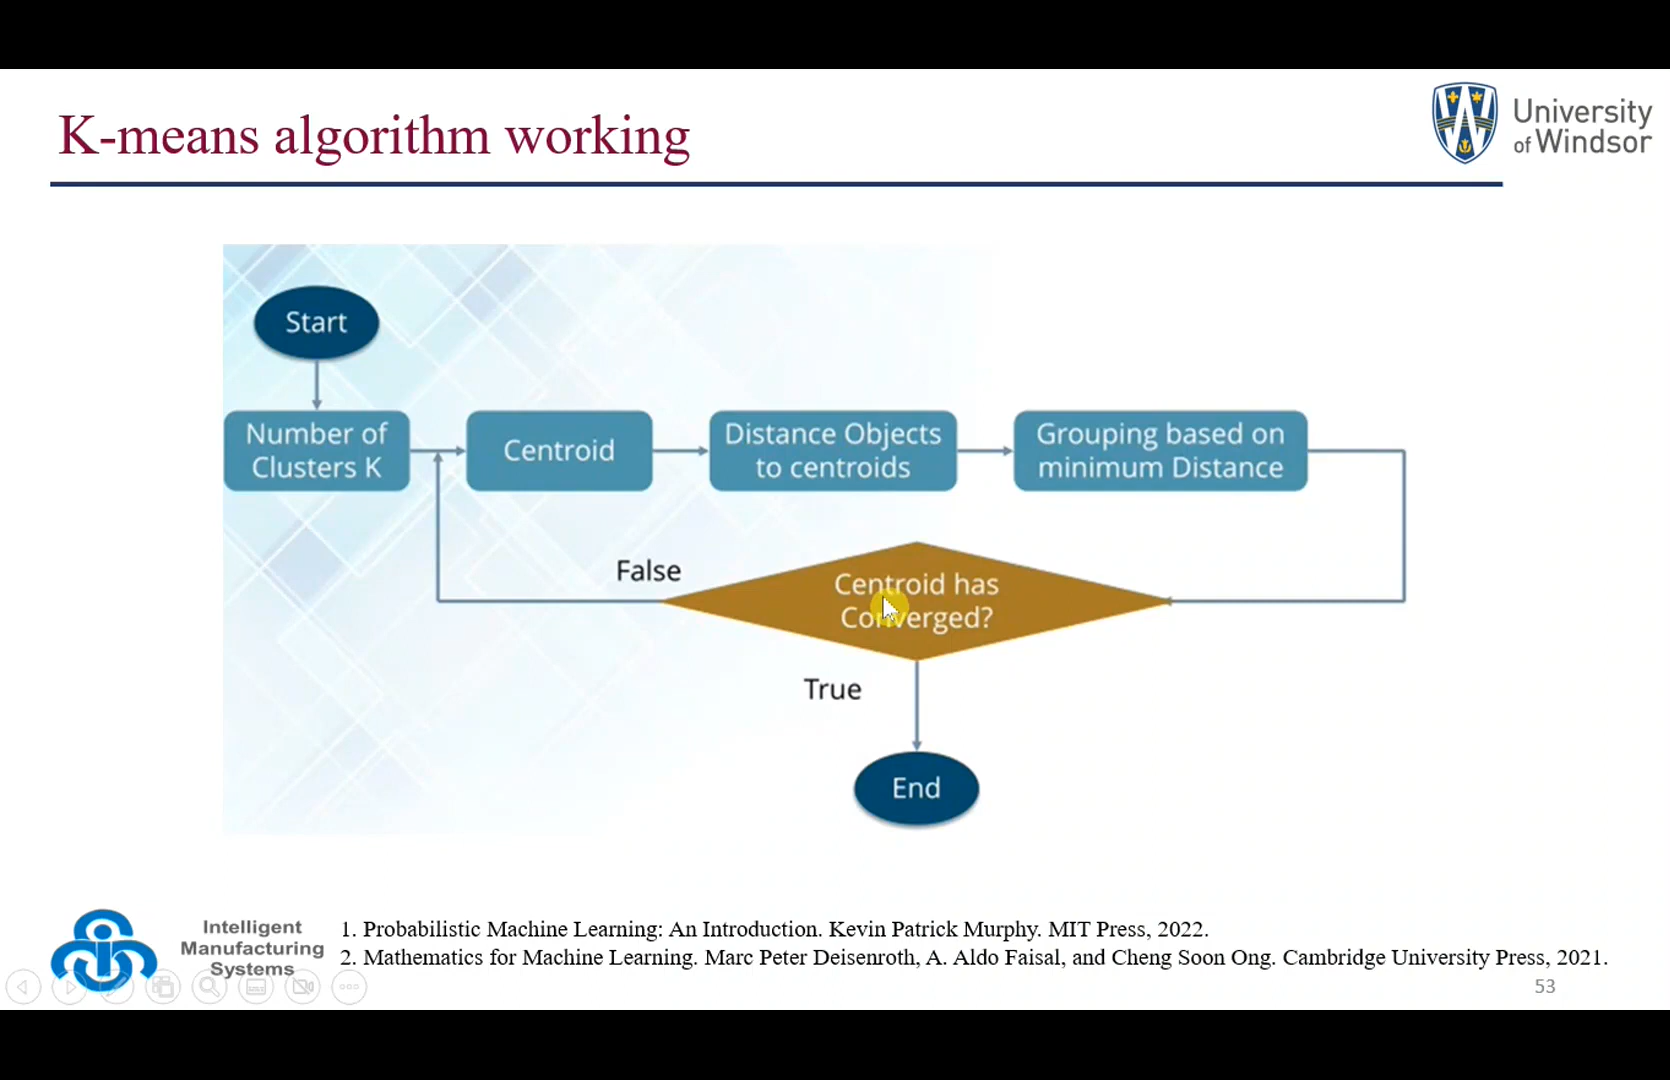 K-means algorithm working
University
of Windsor
Start
Number of
Clusters K
Centroid
Distance Objects
to centroids
Grouping based on
minimum Distance
False
Centroid has
Converged?
True
End
Intelligent
Manufacturing
Systems
1. Probabilistic Machine Learning: An Introduction. Kevin Patrick Murphy. MIT Press, 2022.
2. Mathematics for Machine Learning. Marc Peter Deisenroth, A. Aldo Faisal, and Cheng Soon Ong. Cambridge University Press, 2021.
53